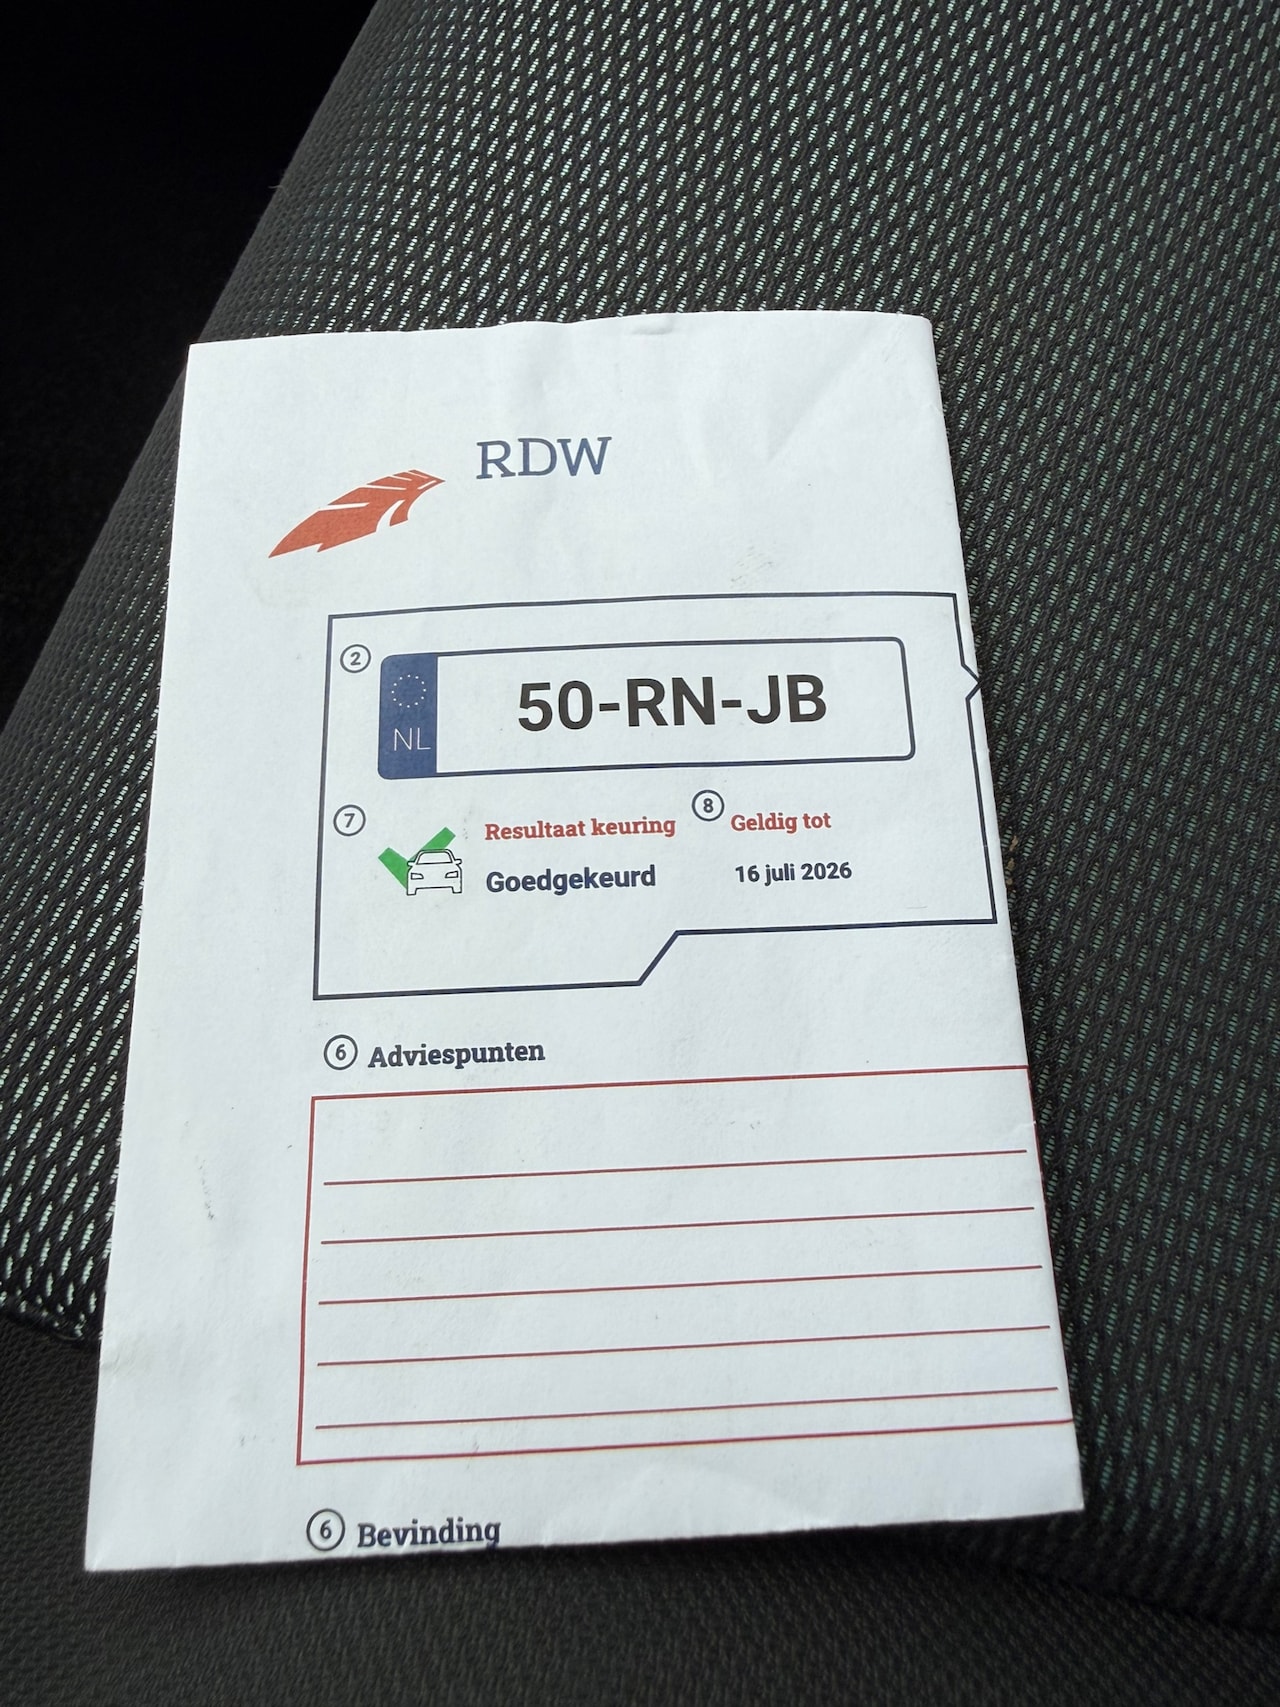 RDW
2
NL
50-RN-JB
7
Resultaat keuring
8
Geldig tot
Goedgekeurd
16 juli 2026
6 Adviespunten
6 Bevinding